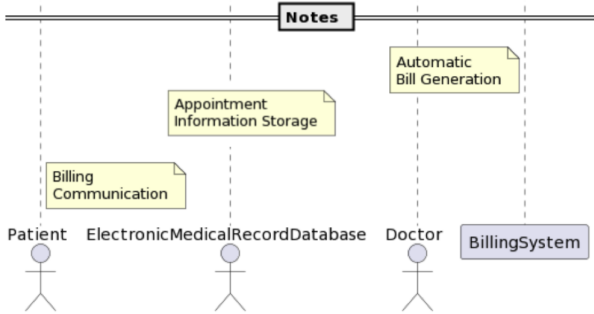 Notes
Automatic
Bill Generation
Appointment
Information Storage
Billing
Communication
Patient
ElectronicMedicalRecordDatabase
Doctor
BillingSystem